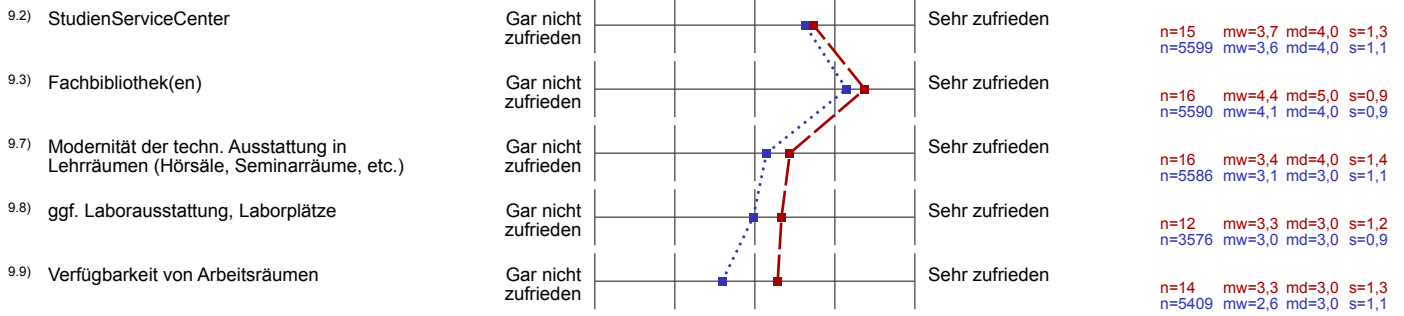 9.2) StudienServiceCenter
Gar nicht
zufrieden
Sehr zufrieden
n=15 mw=3,7 md=4,0 s=1,3
n=5599 mw=3,6 md=4,0 s=1,1
9.3) Fachbibliothek(en)
Gar nicht
zufrieden
Sehr zufrieden
n=16 mw=4,4 md=5,0 s=0,9
n=5590 mw=4,1 md=4,0 s=0,9
9.7) Modernität der techn. Ausstattung in
Lehrräumen (Hörsäle, Seminarräume, etc.)
Gar nicht
zufrieden
Sehr zufrieden
n=16 mw=3,4 md=4,0 s=1,4
n=5586 mw=3,1 md=3,0 s=1,1
9.8) ggf. Laborausstattung, Laborplätze
Gar nicht
zufrieden
Sehr zufrieden
n=12 mw=3,3 md=3,0 s=1,2
n=3576 mw=3,0 md=3,0 s=0,9
9.9) Verfügbarkeit von Arbeitsräumen
Gar nicht
zufrieden
Sehr zufrieden
n=14 mw=3,3 md=3,0 s=1,3
n=5409 mw=2,6 md=3,0 s=1,1